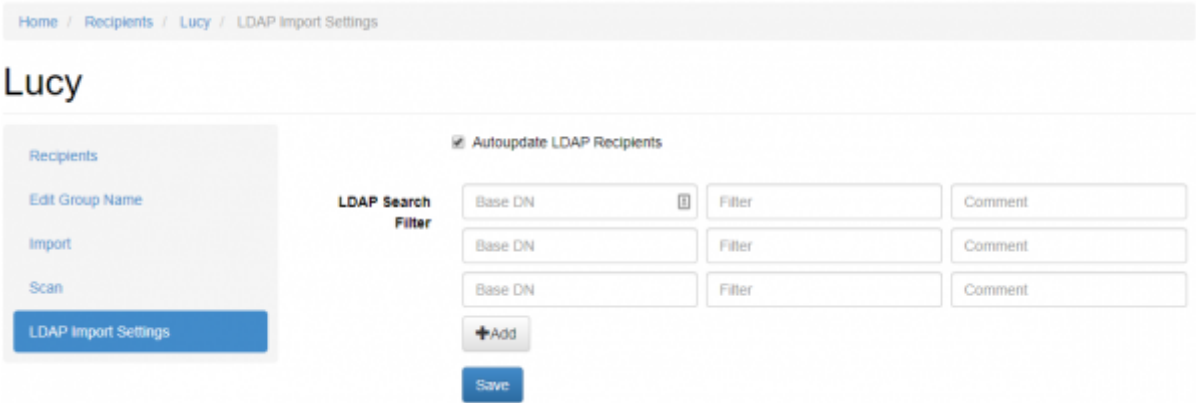 Home / Recipients / Lucy / LDAP Import Settings
Lucy
Recipients
Edit Group Name
Import
Scan
LDAP Import Settings
Autoupdate LDAP Recipients
LDAP Search
Filter
Base DN Filter Comment
Base DN Filter Comment
Base DN Filter Comment
+Add
Save